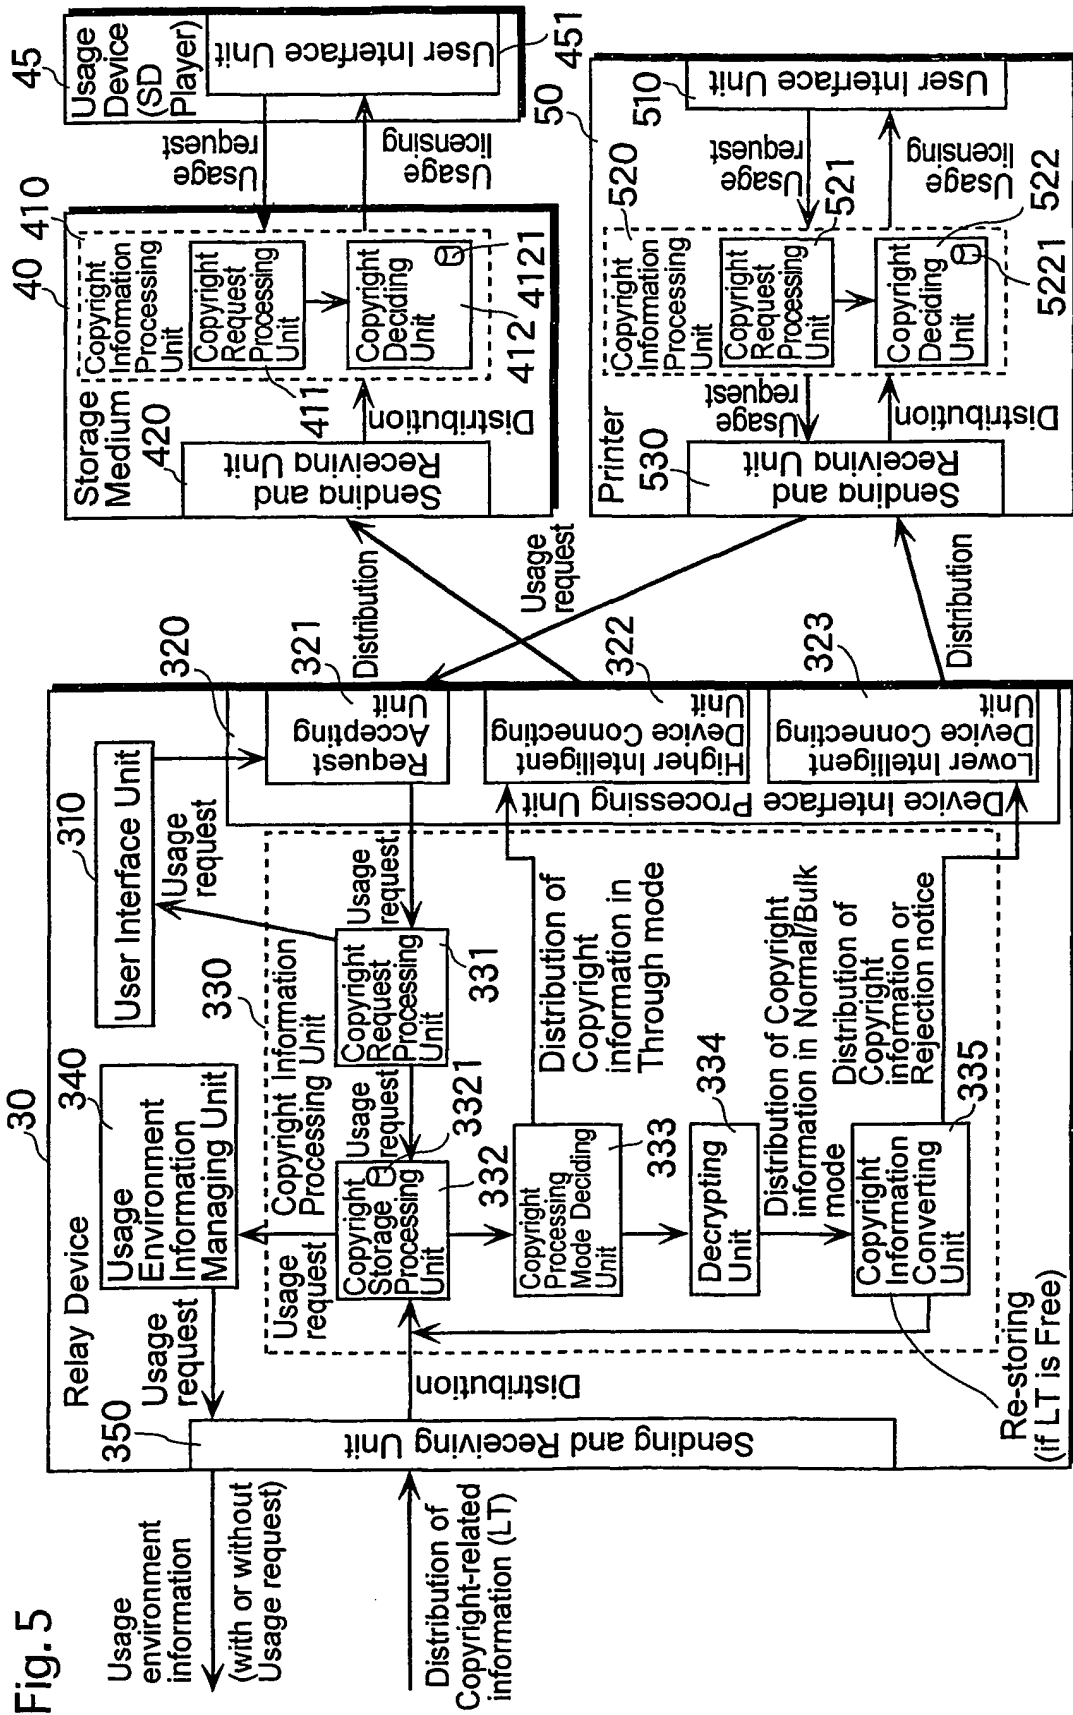 Fig. 5
Usage
environment
information
(with or without
Usage request)
Distribution of
Copyright-related
information (LT)
30
Relay Device
350
Sending and Receiving Unit
Usage
request
340
Usage
Environment
Information
Managing Unit
310
User Interface Unit
Usage
request
Usage
request
Distribution
330
Copyright Information
Processing Unit
Copyright
Storage
Processing
Unit
3321
332
Usage
request
Copyright
Request
Processing
Unit
331
Usage
request
Copyright
Processing
Mode Deciding
Unit
333
Distribution of
Copyright
information in
Through mode
Decrypting
Unit
334
Distribution of Copyright
information in Normal/Bulk
mode
Copyright
Information
Converting
Unit
335
Distribution of
Copyright
information or
Rejection notice
Re-storing
(if LT is Free)
320
Device Interface Processing Unit
Request
Accepting
Unit
321
Higher Intelligent
Device Connecting
Unit
322
Lower Intelligent
Device Connecting
Unit
323
Distribution
Usage
request
Distribution
40
Storage
Medium
420
Sending and
Receiving Unit
Distribution
410
Copyright
Information
Processing
Unit
Copyright
Request
Processing
Unit
411
Copyright
Deciding
Unit
412
4121
Usage
request
Usage
licensing
45
Usage
Device
(SD
Player)
User Interface
Unit
451
50
Printer
530
Sending and
Receiving Unit
Usage
request
Distribution
520
Copyright
Information
Processing
Unit
Copyright
Request
Processing
Unit
521
Copyright
Deciding
Unit
522
5221
Usage
request
Usage
licensing
510
User Interface
Unit